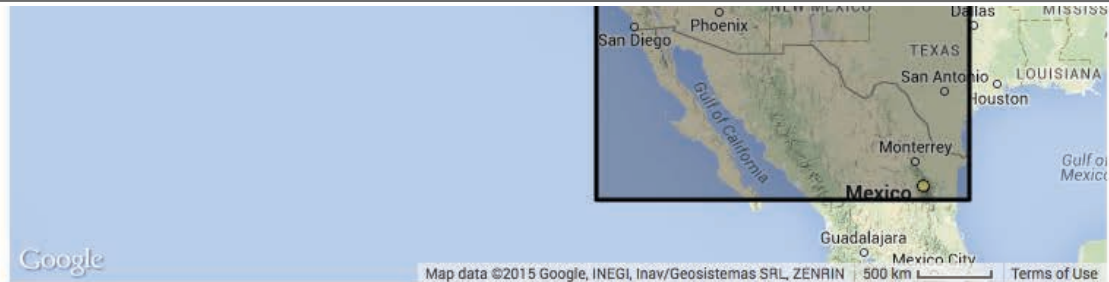 NEW MEXICO
Dallas
MISSISS
Phoenix
San Diego
TEXAS
San Antonio
LOUISIANA
Houston
Gulf of California
Monterrey
Gulf of
Mexico
Mexico
Guadalajara
Mexico City
Google
Map data ©2015 Google, INEGI, Inav/Geosistemas SRL, ZENRIN
500 km
Terms of Use